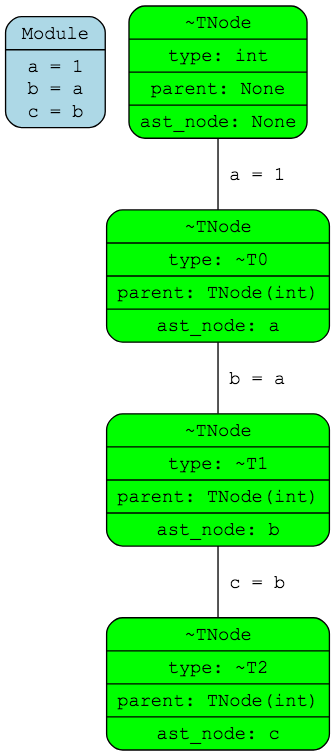 Module
a = 1
b = a
c = b
~TNode
type: int
parent: None
ast_node: None
a = 1
~TNode
type: ~T0
parent: TNode(int)
ast_node: a
b = a
~TNode
type: ~T1
parent: TNode(int)
ast_node: b
c = b
~TNode
type: ~T2
parent: TNode(int)
ast_node: c